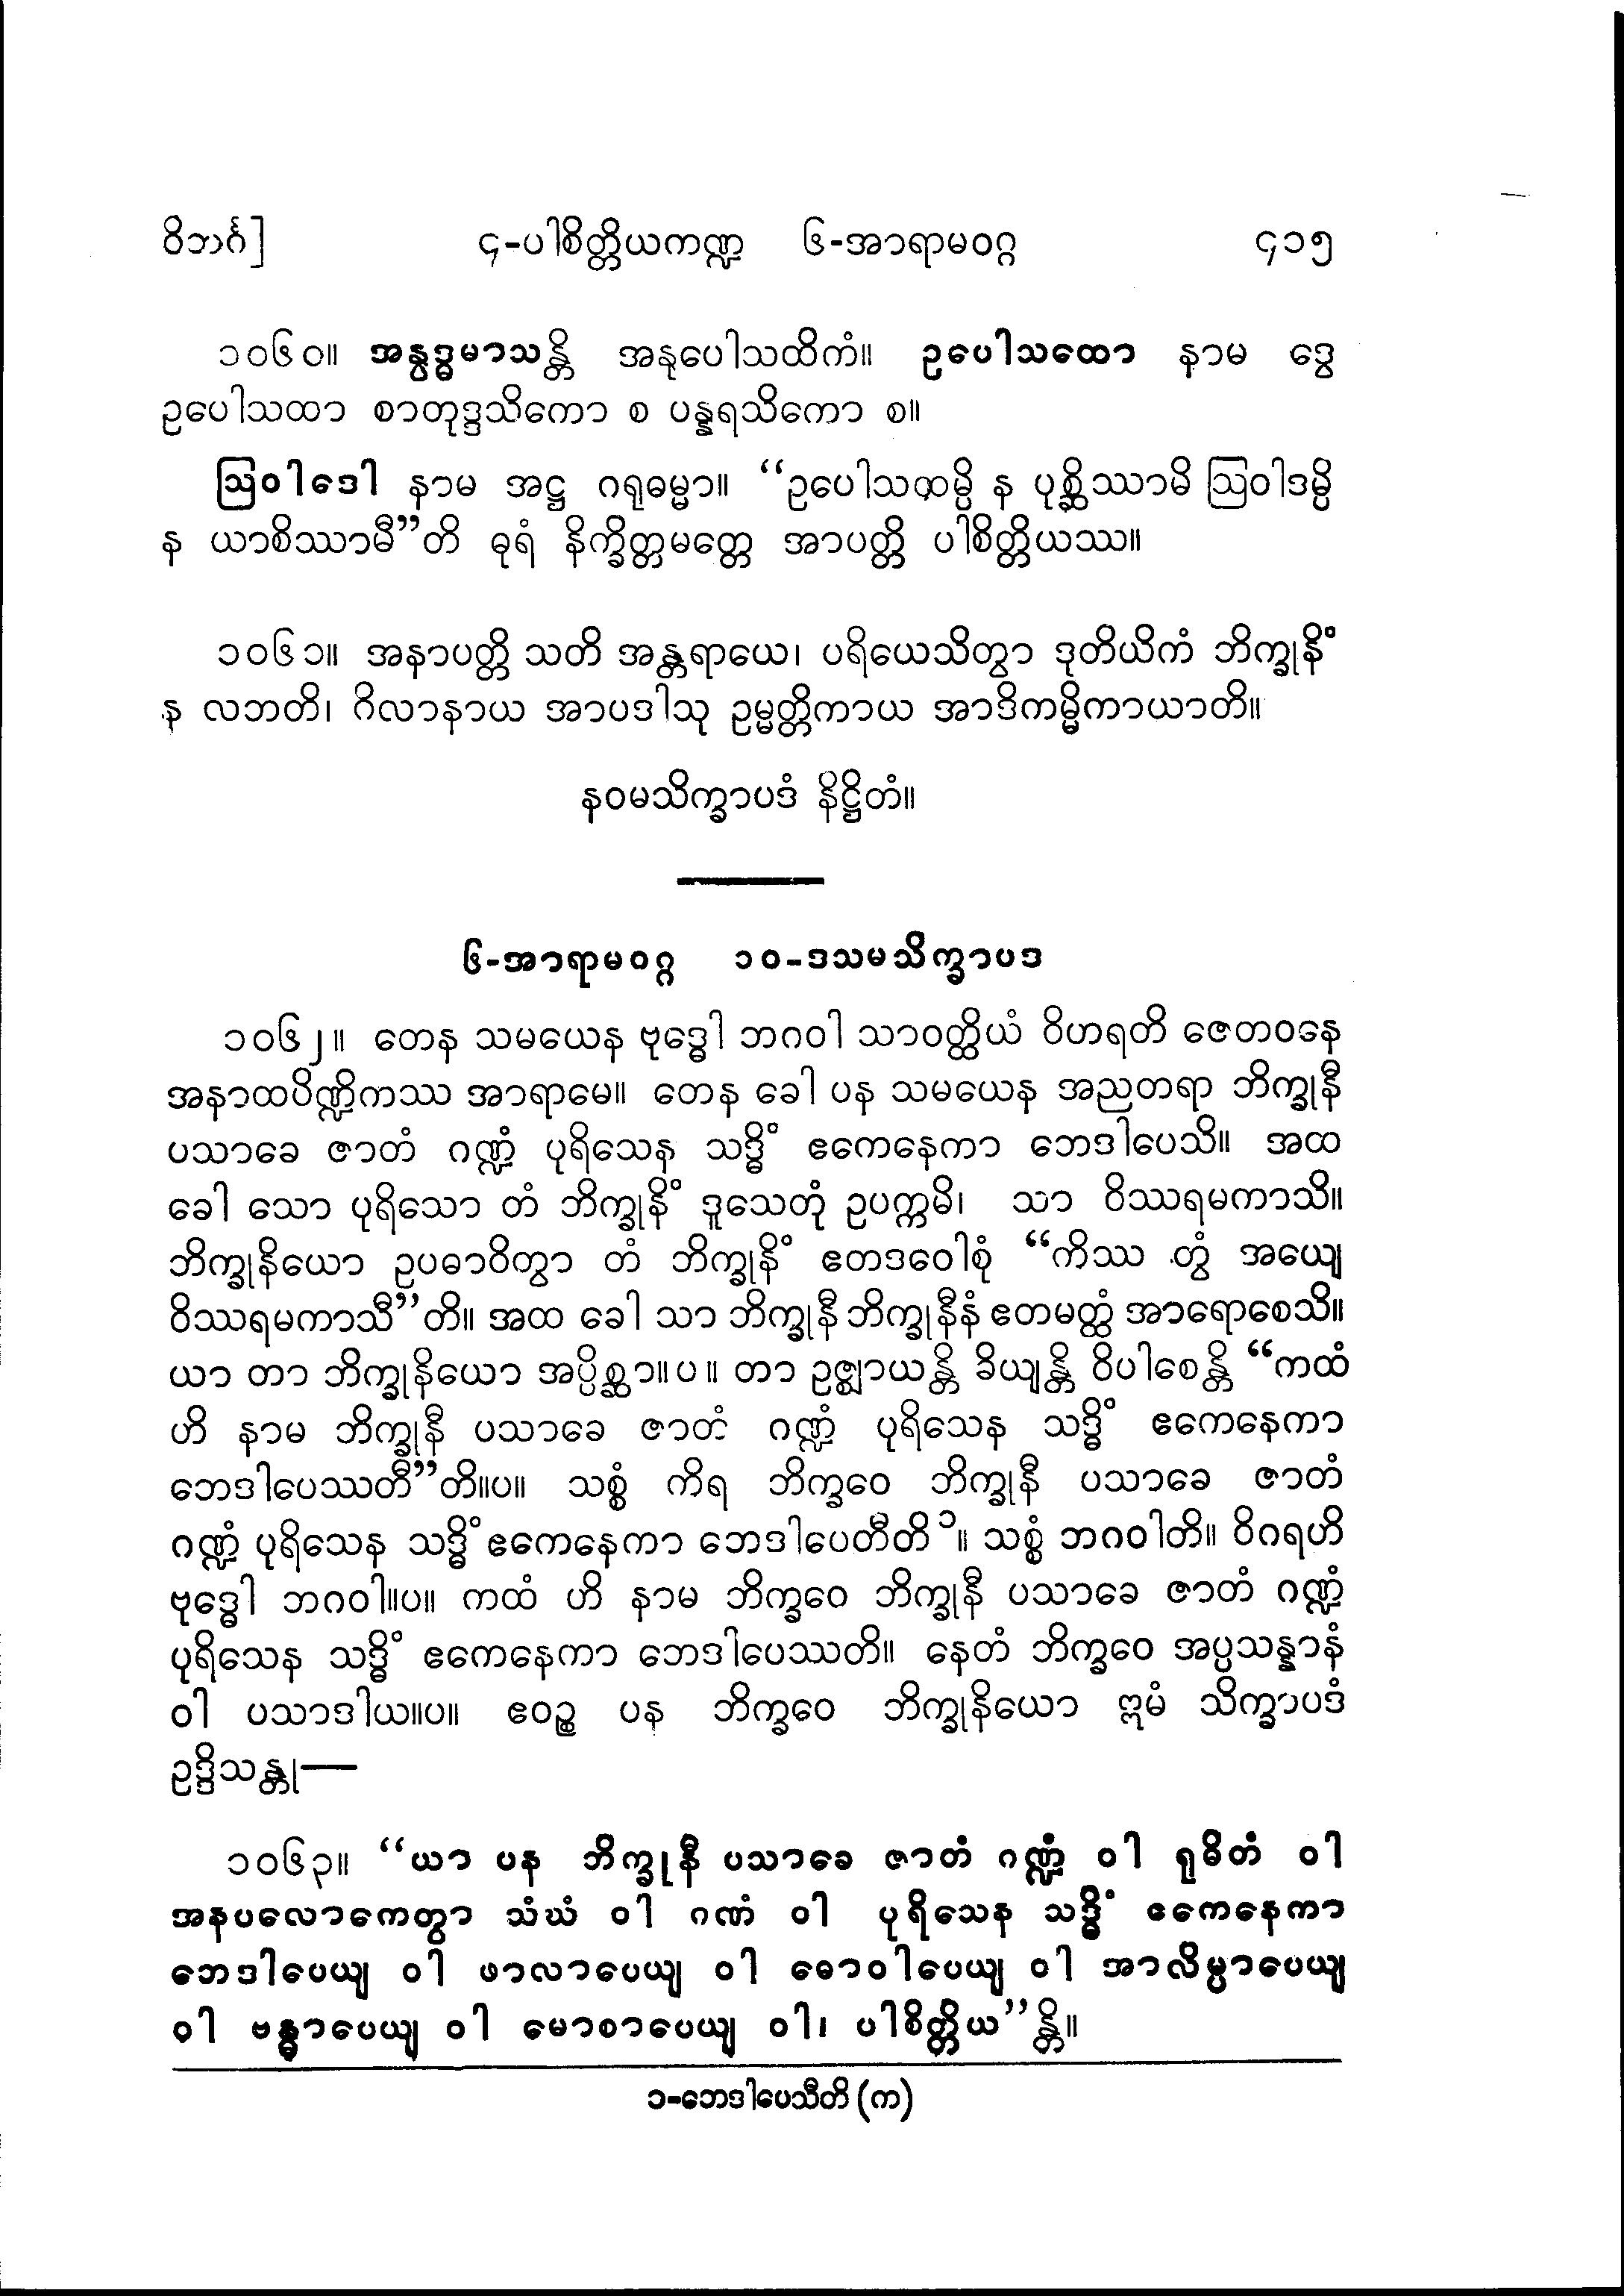 ဝိဘင်္ဂ] ၄-ပါစိတ္တိယကဏ္ဍ ၆-အာရာမဝဂ္ဂ ၄၁၅
၁၀၆၀။ အနွဒ္ဓမာသန္တိ အနုပေါသထိကံ။ ဥပေါသထော နာမ ဒွေ
ဥပေါသထာ စာတုဒ္ဒသိကော စ ပန္နရသိကော စ။
ဩဝါဒေါ နာမ အဋ္ဌ ဂရုဓမ္မာ။ “ဥပေါသထမ္ပိ န ပုစ္ဆိဿာမိ ဩဝါဒမ္ပိ
န ယာစိဿာမီ”တိ ဓုရံ နိက္ခိတ္တမတ္တေ အာပတ္တိ ပါစိတ္တိယဿ။
၁၀၆၁။ အနာပတ္တိ သတိ အန္တရာယေ၊ ပရိယေသိတွာ ဒုတိယိကံ ဘိက္ခုနိံ
န လဘတိ၊ ဂိလာနာယ အာပဒါသု ဥမ္မတ္တိကာယ အာဒိကမ္မိကာယာတိ။
နဝမသိက္ခာပဒံ နိဋ္ဌိတံ။
၆-အာရာမဝဂ္ဂ ၁၀-ဒသမသိက္ခာပဒ
၁၀၆၂။ တေန သမယေန ဗုဒ္ဓေါ ဘဂဝါ သာဝတ္ထိယံ ဝိဟရတိ ဇေတဝနေ
အနာထပိဏ္ဍိကဿ အာရာမေ။ တေန ခေါ ပန သမယေန အညတရာ ဘိက္ခုနီ
ပသာခေ ဇာတံ ဂဏ္ဍံ ပုရိသေန သဒ္ဓိံ ဧကေနေကာ ဘေဒါပေသိ။ အထ
ခေါ သော ပုရိသော တံ ဘိက္ခုနိံ ဒူသေတုံ ဥပက္ကမိ၊ သာ ဝိဿရမကာသိ။
ဘိက္ခုနိယော ဥပဓာဝိတွာ တံ ဘိက္ခုနိံ ဧတဒဝေါစုံ “ကိဿ တွံ အယျေ
ဝိဿရမကာသီ”တိ။ အထ ခေါ သာ ဘိက္ခုနီ ဘိက္ခုနီနံ ဧတမတ္ထံ အာရောစေသိ။
ယာ တာ ဘိက္ခုနိယော အပ္ပိစ္ဆာ။ပ။ တာ ဥဇ္ဈာယန္တိ ခိယျန္တိ ဝိပါစေန္တိ “ကထံ
ဟိ နာမ ဘိက္ခုနီ ပသာခေ ဇာတံ ဂဏ္ဍံ ပုရိသေန သဒ္ဓိံ ဧကေနေကာ
ဘေဒါပေဿတီ”တိ။ပ။ သစ္စံ ကိရ ဘိက္ခဝေ ဘိက္ခုနီ ပသာခေ ဇာတံ
ဂဏ္ဍံ ပုရိသေန သဒ္ဓိံ ဧကေနေကာ ဘေဒါပေတီတိ ၁။ သစ္စံ ဘဂဝါတိ။ ဝိဂရဟိ
ဗုဒ္ဓေါ ဘဂဝါ။ပ။ ကထံ ဟိ နာမ ဘိက္ခဝေ ဘိက္ခုနီ ပသာခေ ဇာတံ ဂဏ္ဍံ
ပုရိသေန သဒ္ဓိံ ဧကေနေကာ ဘေဒါပေဿတိ။ နေတံ ဘိက္ခဝေ အပ္ပသန္နာနံ
ဝါ ပသာဒါယ။ပ။ ဧဝဉ္စ ပန ဘိက္ခဝေ ဘိက္ခုနိယော ဣမံ သိက္ခာပဒံ
ဥဒ္ဒိသန္တု—
၁၀၆၃။ “ယာ ပန ဘိက္ခုနီ ပသာခေ ဇာတံ ဂဏ္ဍံ ဝါ ရုဓိတံ ဝါ
အနပလောကေတွာ သံဃံ ဝါ ဂဏံ ဝါ ပုရိသေန သဒ္ဓိံ ဧကေနေကာ
ဘေဒါပေယျ ဝါ ဖာလာပေယျ ဝါ ဓောဝါပေယျ ဝါ အာလိမ္ပာပေယျ
ဝါ ဗန္ဓာပေယျ ဝါ မောစာပေယျ ဝါ၊ ပါစိတ္တိယ”န္တိ။
၁-ဘေဒါပေသီတိ (က)